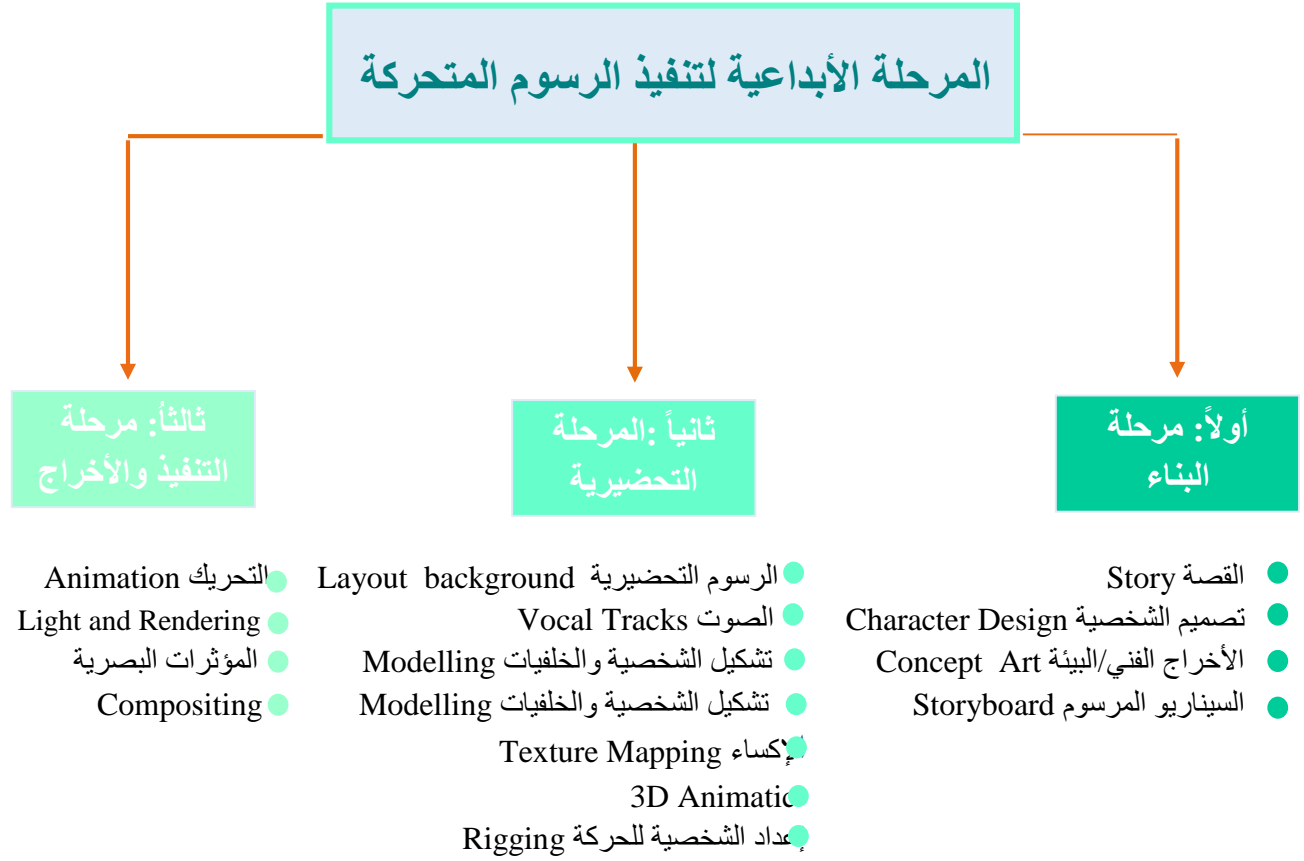 المرحلة الأبداعية لتنفيذ الرسوم المتحركة
أولاً: مرحلة
البناء
القصة Story
تصميم الشخصية Character Design
الأخراج الفني/البيئة Concept Art
السيناريو المرسوم Storyboard
ثانياً :المرحلة
التحضيرية
الرسوم التحضيرية Layout background
الصوت Vocal Tracks
تشكيل الشخصية والخلفيات Modelling
تشكيل الشخصية والخلفيات Modelling
الإكساء Texture Mapping
3D Animatic
إعداد الشخصية للحركة Rigging
ثالثاً: مرحلة
التنفيذ والأخراج
التحريك Animation
Light and Rendering
المؤثرات البصرية
Compositing